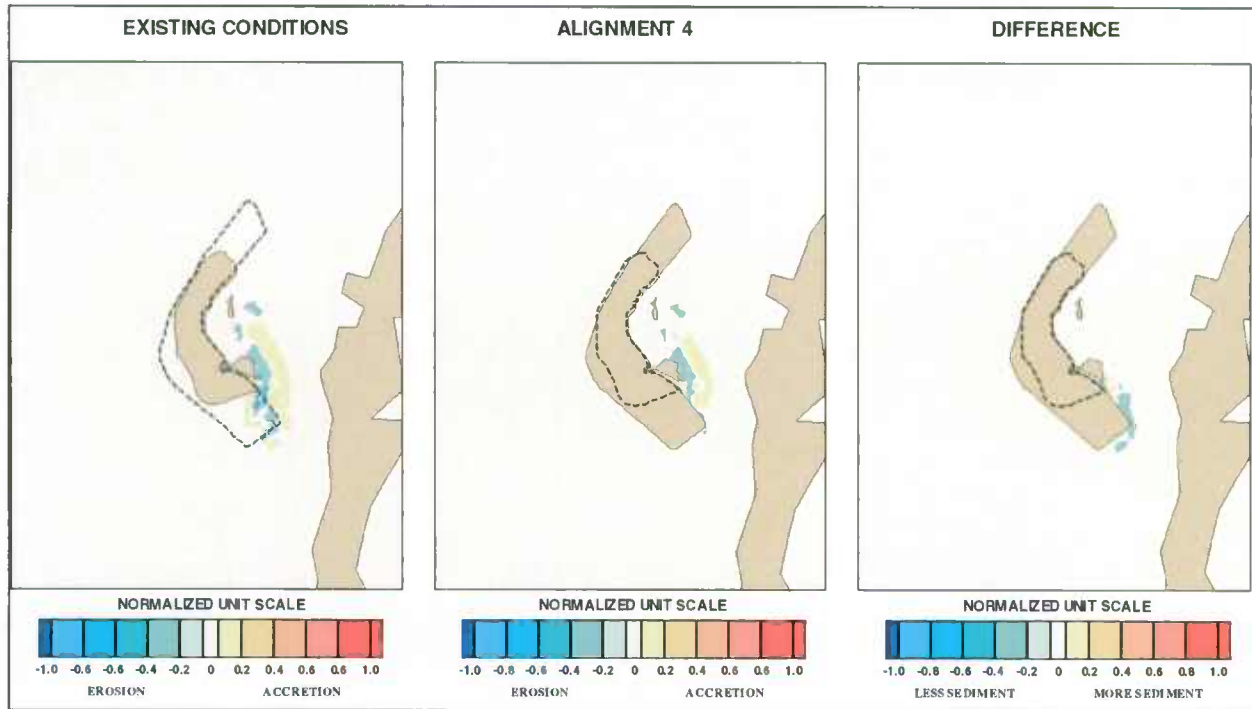 EXISTING CONDITIONS
ALIGNMENT 4
DIFFERENCE
NORMALIZED UNIT SCALE
-1.0 -0.6 -0.6 -0.4 -0.2 0 0.2 0.4 0.6 0.8 1.0
EROSION ACCRETION
NORMALIZED UNIT SCALE
-1.0 -0.6 -0.6 -0.4 -0.2 0 0.2 0.4 0.6 0.8 1.0
EROSION ACCRETION
NORMALIZED UNIT SCALE
-1.0 -0.6 -0.6 -0.4 -0.2 0 0.2 0.4 0.6 0.8 1.0
LESS SEDIMENT MORE SEDIMENT